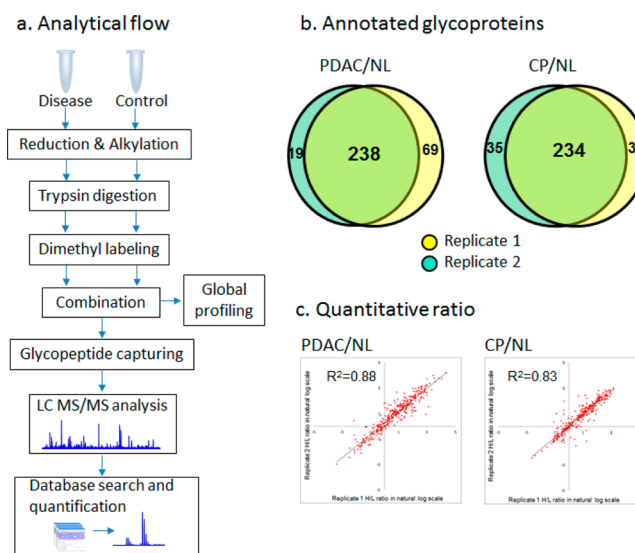 a. Analytical flow
Disease
Control
Reduction & Alkylation
Trypsin digestion
Dimethyl labeling
Combination
Global
profiling
Glycopeptide capturing
LC MS/MS analysis
Database search and
quantification
b. Annotated glycoproteins
PDAC/NL
19
238
69
CP/NL
35
234
3
Replicate 1
Replicate 2
c. Quantitative ratio
PDAC/NL
R²=0.88
Replicate 2 H/L ratio in natural log scale
Replicate 1 H/L ratio in natural log scale
CP/NL
R²=0.83
Replicate 2 H/L ratio in natural log scale
Replicate 1 H/L ratio in natural log scale